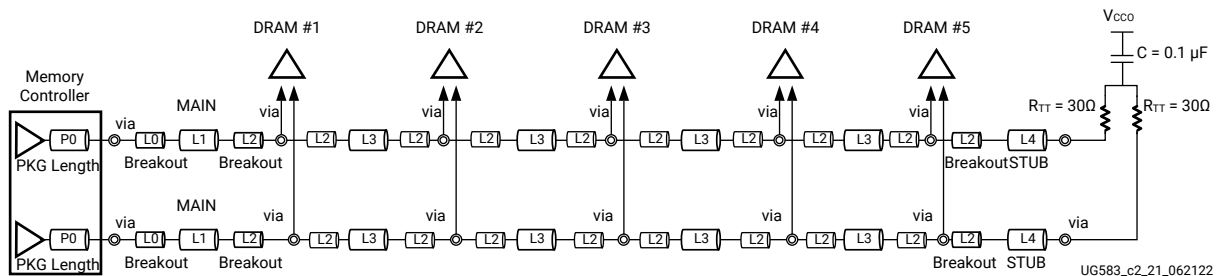 DRAM #1 DRAM #2 DRAM #3 DRAM #4 DRAM #5 VCCO
C = 0.1 µF
Memory
Controller
MAIN via via via via via RTT = 30Ω RTT = 30Ω
via
P0 L0 L1 L2 L2 L3 L2 L2 L3 L2 L2 L3 L2 L2 L3 L2 L2 L4
PKG Length Breakout Breakout Breakout STUB
MAIN
via via via via via via via
P0 L0 L1 L2 L2 L3 L2 L2 L3 L2 L2 L3 L2 L2 L3 L2 L2 L4
PKG Length Breakout Breakout Breakout STUB
UG583_c2_21_062122